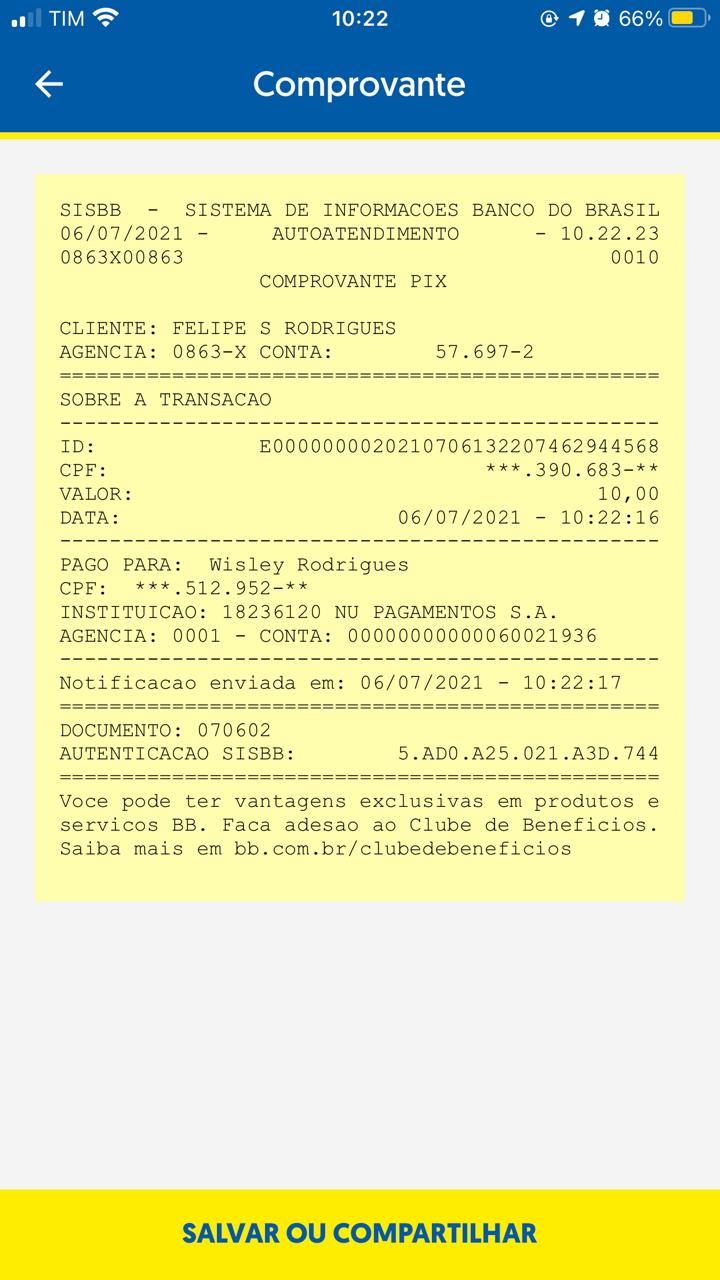 TIM 10:22 66%
Comprovante
SISBB - SISTEMA DE INFORMACOES BANCO DO BRASIL
06/07/2021 - AUTOATENDIMENTO - 10.22.23
0863X00863 0010
COMPROVANTE PIX
CLIENTE: FELIPE S RODRIGUES
AGENCIA: 0863-X CONTA: 57.697-2
================================================
SOBRE A TRANSACAO
------------------------------------------------
ID: E0000000020210706132207462944568
CPF: ***.390.683-**
VALOR: 10,00
DATA: 06/07/2021 - 10:22:16
------------------------------------------------
PAGO PARA: Wisley Rodrigues
CPF: ***.512.952-**
INSTITUICAO: 18236120 NU PAGAMENTOS S.A.
AGENCIA: 0001 - CONTA: 00000000000060021936
------------------------------------------------
Notificacao enviada em: 06/07/2021 - 10:22:17
================================================
DOCUMENTO: 070602
AUTENTICACAO SISBB: 5.AD0.A25.021.A3D.744
================================================
Voce pode ter vantagens exclusivas em produtos e
servicos BB. Faca adesao ao Clube de Beneficios.
Saiba mais em bb.com.br/clubedebeneficios
SALVAR OU COMPARTILHAR